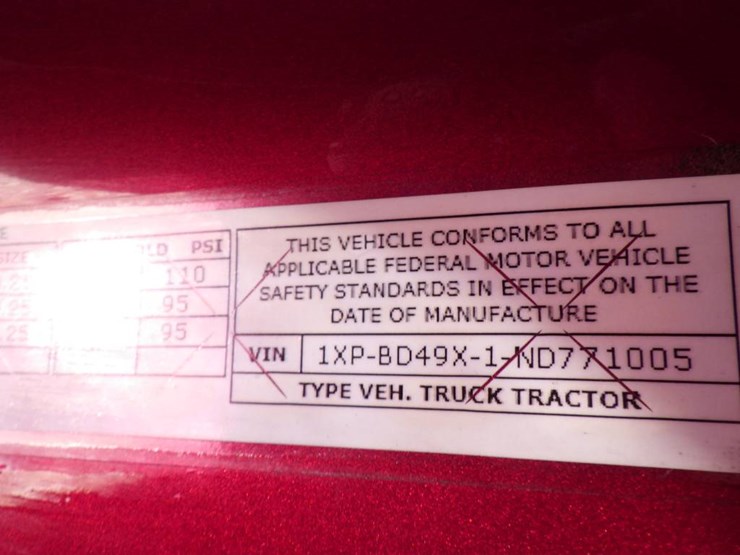 PSI
110
95
95
THIS VEHICLE CONFORMS TO ALL
APPLICABLE FEDERAL MOTOR VEHICLE
SAFETY STANDARDS IN EFFECT ON THE
DATE OF MANUFACTURE
VIN 1XP-BD49X-1-ND771005
TYPE VEH. TRUCK TRACTOR